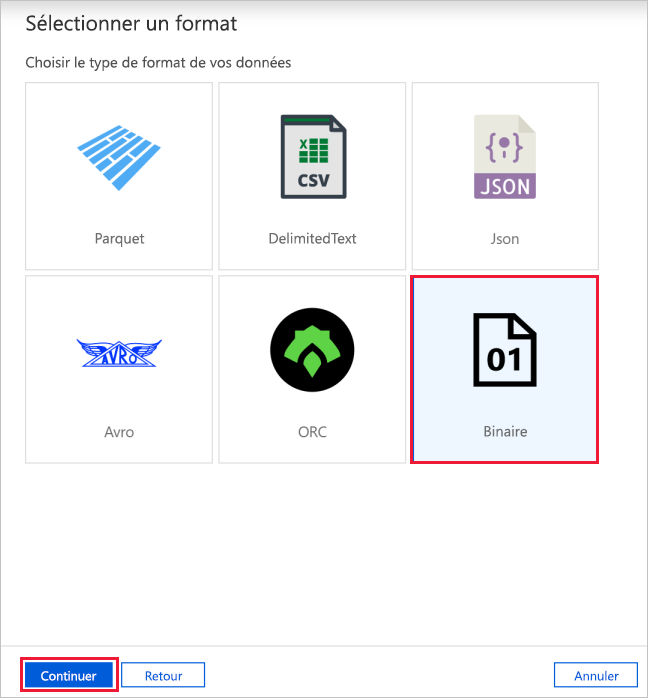 Sélectionner un format
Choisir le type de format de vos données
X
CSV
{ }
JSON
Parquet
DelimitedText
Json
AVRO
01
Avro
ORC
Binaire
Continuer
Retour
Annuler